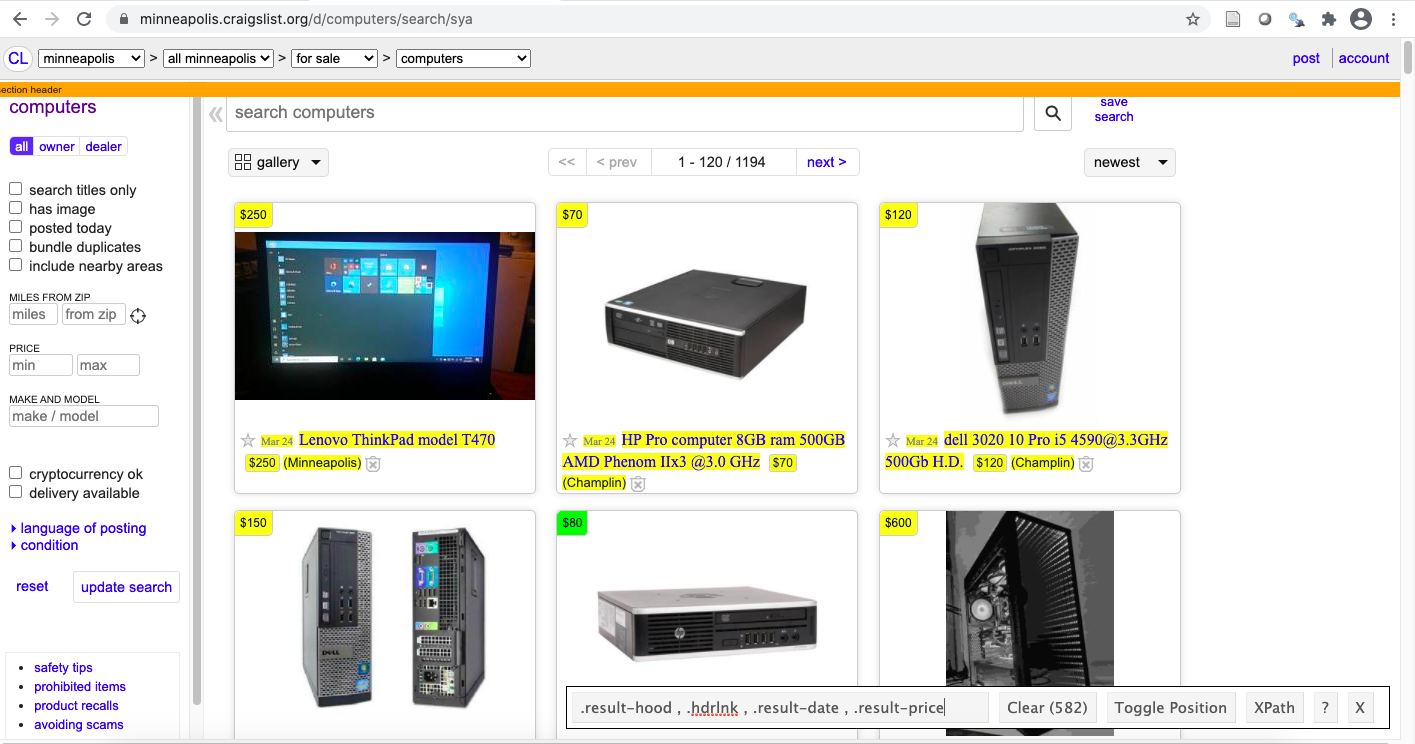 minneapolis.craigslist.org/d/computers/search/sya
CL minneapolis > all minneapolis > for sale > computers post account
section header
computers
search computers
save
search
all owner dealer
gallery << < prev 1 - 120 / 1194 next > newest
search titles only
has image
posted today
bundle duplicates
include nearby areas
MILES FROM ZIP
miles from zip
PRICE
min max
MAKE AND MODEL
make / model
cryptocurrency ok
delivery available
language of posting
condition
reset update search
safety tips
prohibited items
product recalls
avoiding scams
$250
Mar 24 Lenovo ThinkPad model T470
$250 (Minneapolis)
$70
Mar 24 HP Pro computer 8GB ram 500GB
AMD Phenom IIx3 @3.0 GHz $70
(Champlin)
$120
Mar 24 dell 3020 10 Pro i5 4590@3.3GHz
500Gb H.D. $120 (Champlin)
$150
DELL
$80
$600
.result-hood , .hdrlnk , .result-date , .result-price Clear (582) Toggle Position XPath ? X